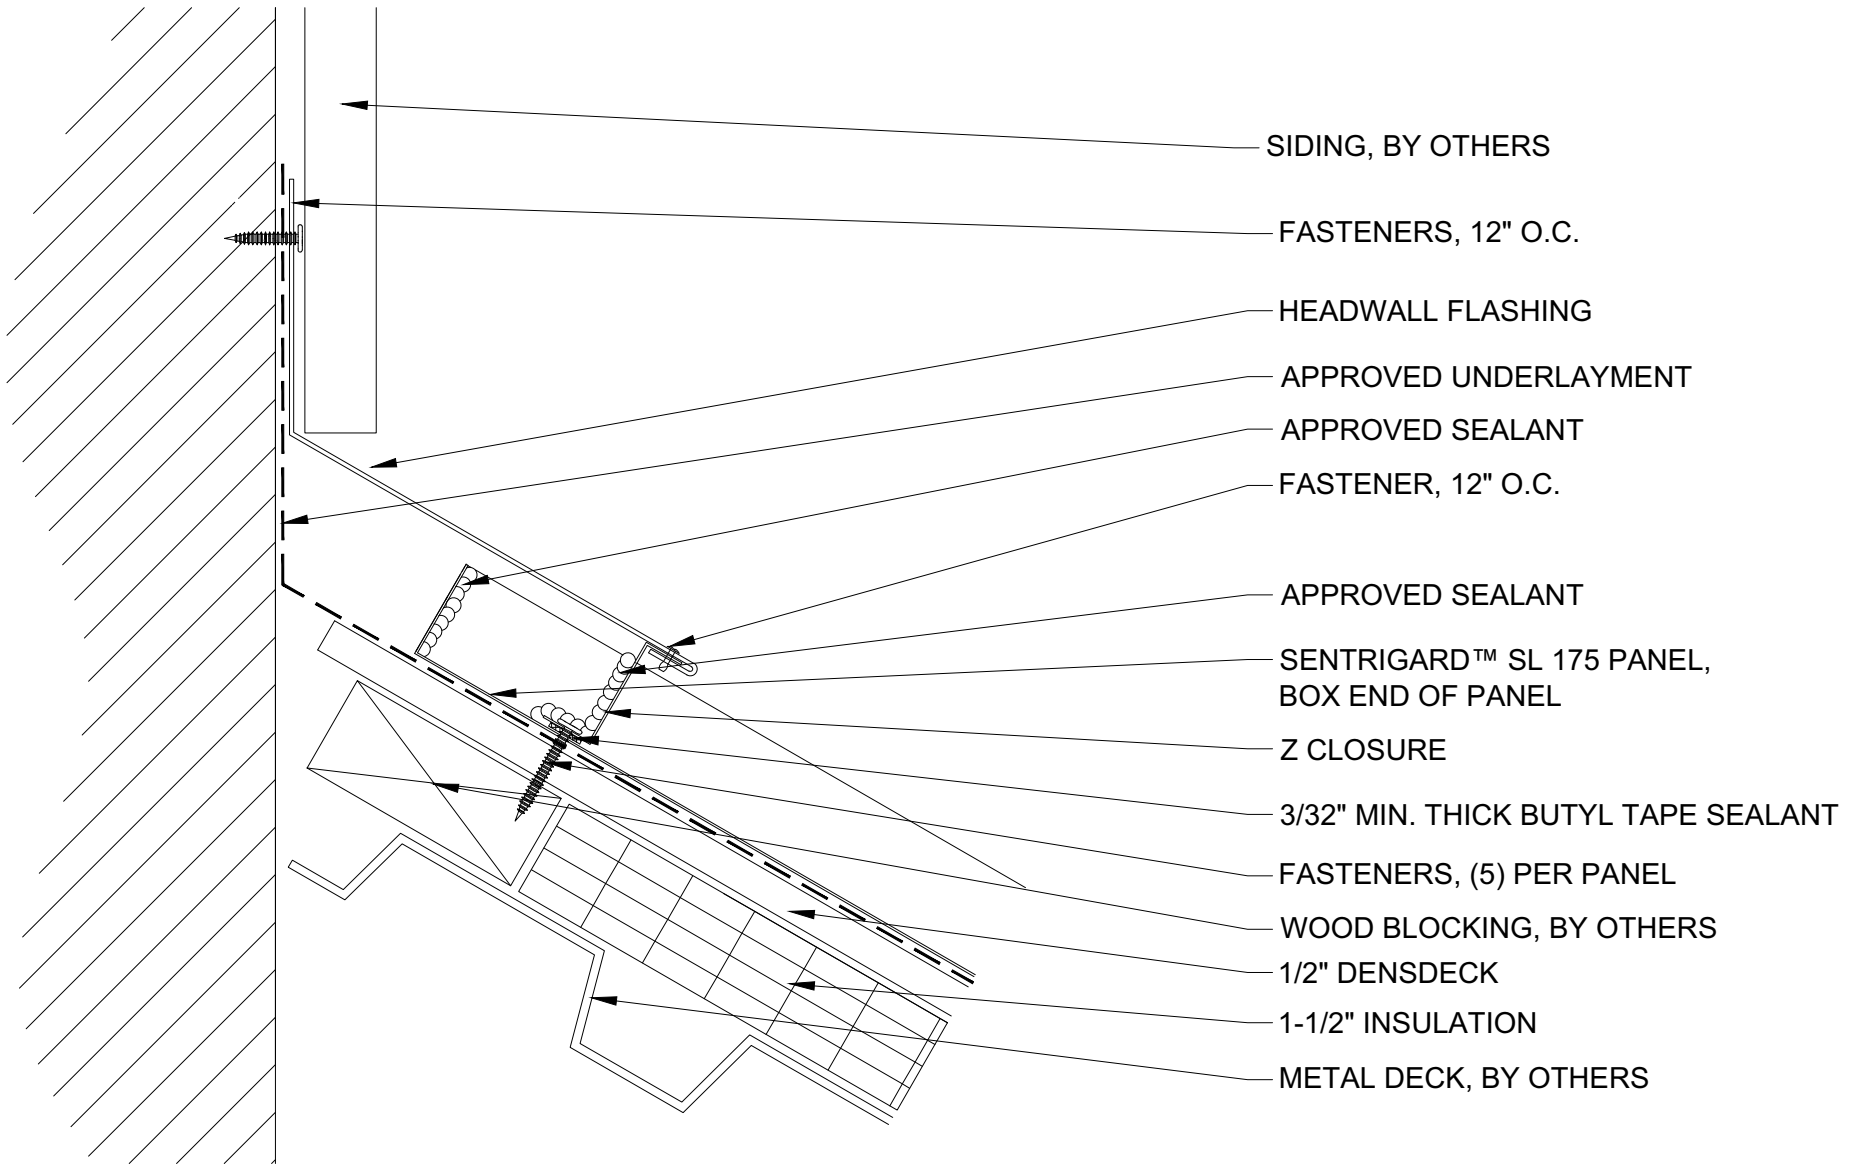 SIDING, BY OTHERS
FASTENERS, 12" O.C.
HEADWALL FLASHING
APPROVED UNDERLAYMENT
APPROVED SEALANT
FASTENER, 12" O.C.
APPROVED SEALANT
SENTRIGARD™ SL 175 PANEL,
BOX END OF PANEL
Z CLOSURE
3/32" MIN. THICK BUTYL TAPE SEALANT
FASTENERS, (5) PER PANEL
WOOD BLOCKING, BY OTHERS
1/2" DENSDECK
1-1/2" INSULATION
METAL DECK, BY OTHERS